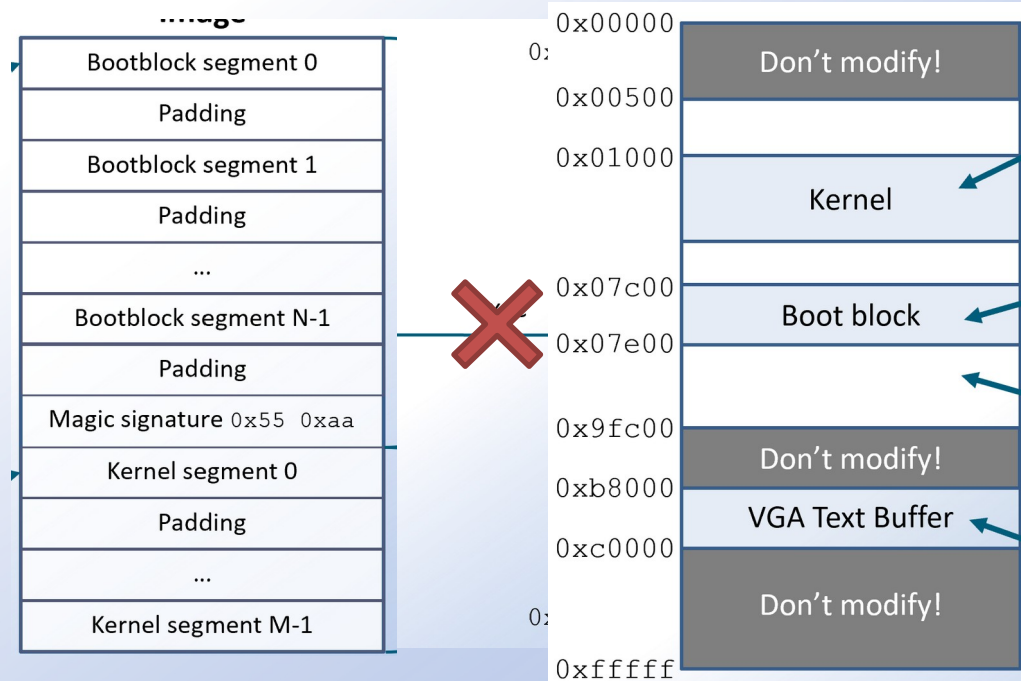 Image
Bootblock segment 0
Padding
Bootblock segment 1
Padding
...
Bootblock segment N-1
Padding
Magic signature 0x55 0xaa
Kernel segment 0
Padding
...
Kernel segment M-1
0x00000
Don't modify!
0x00500
0x01000
Kernel
0x07c00
Boot block
0x07e00
0x9fc00
Don't modify!
0xb8000
VGA Text Buffer
0xc0000
Don't modify!
0xfffff